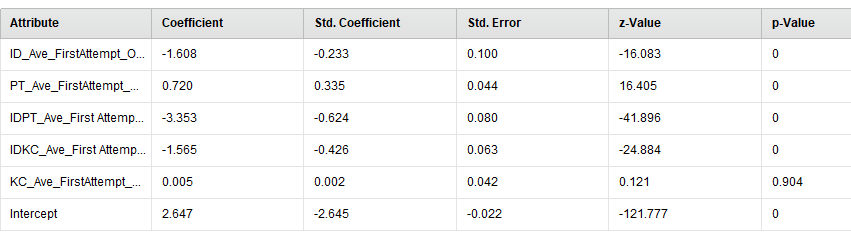 Attribute Coefficient Std. Coefficient Std. Error z-Value p-Value
ID_Ave_FirstAttempt_O... -1.608 -0.233 0.100 -16.083 0
PT_Ave_FirstAttempt_... 0.720 0.335 0.044 16.405 0
IDPT_Ave_First Attemp... -3.353 -0.624 0.080 -41.896 0
IDKC_Ave_First Attemp... -1.565 -0.426 0.063 -24.884 0
KC_Ave_FirstAttempt_... 0.005 0.002 0.042 0.121 0.904
Intercept 2.647 -2.645 -0.022 -121.777 0